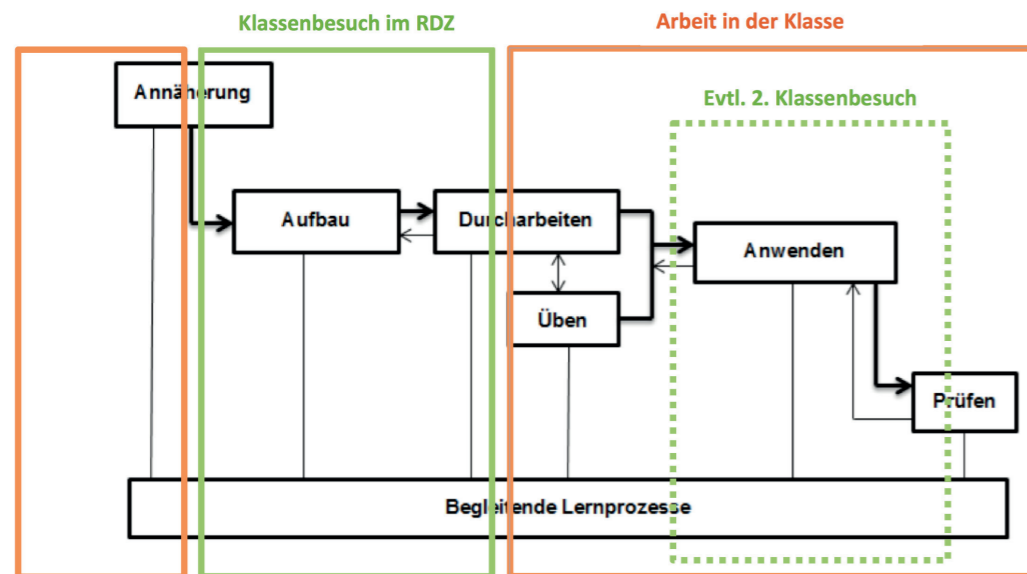 Klassenbesuch im RDZ
Arbeit in der Klasse
Annäherung
Evtl. 2. Klassenbesuch
Aufbau
Durcharbeiten
Anwenden
Üben
Prüfen
Begleitende Lernprozesse